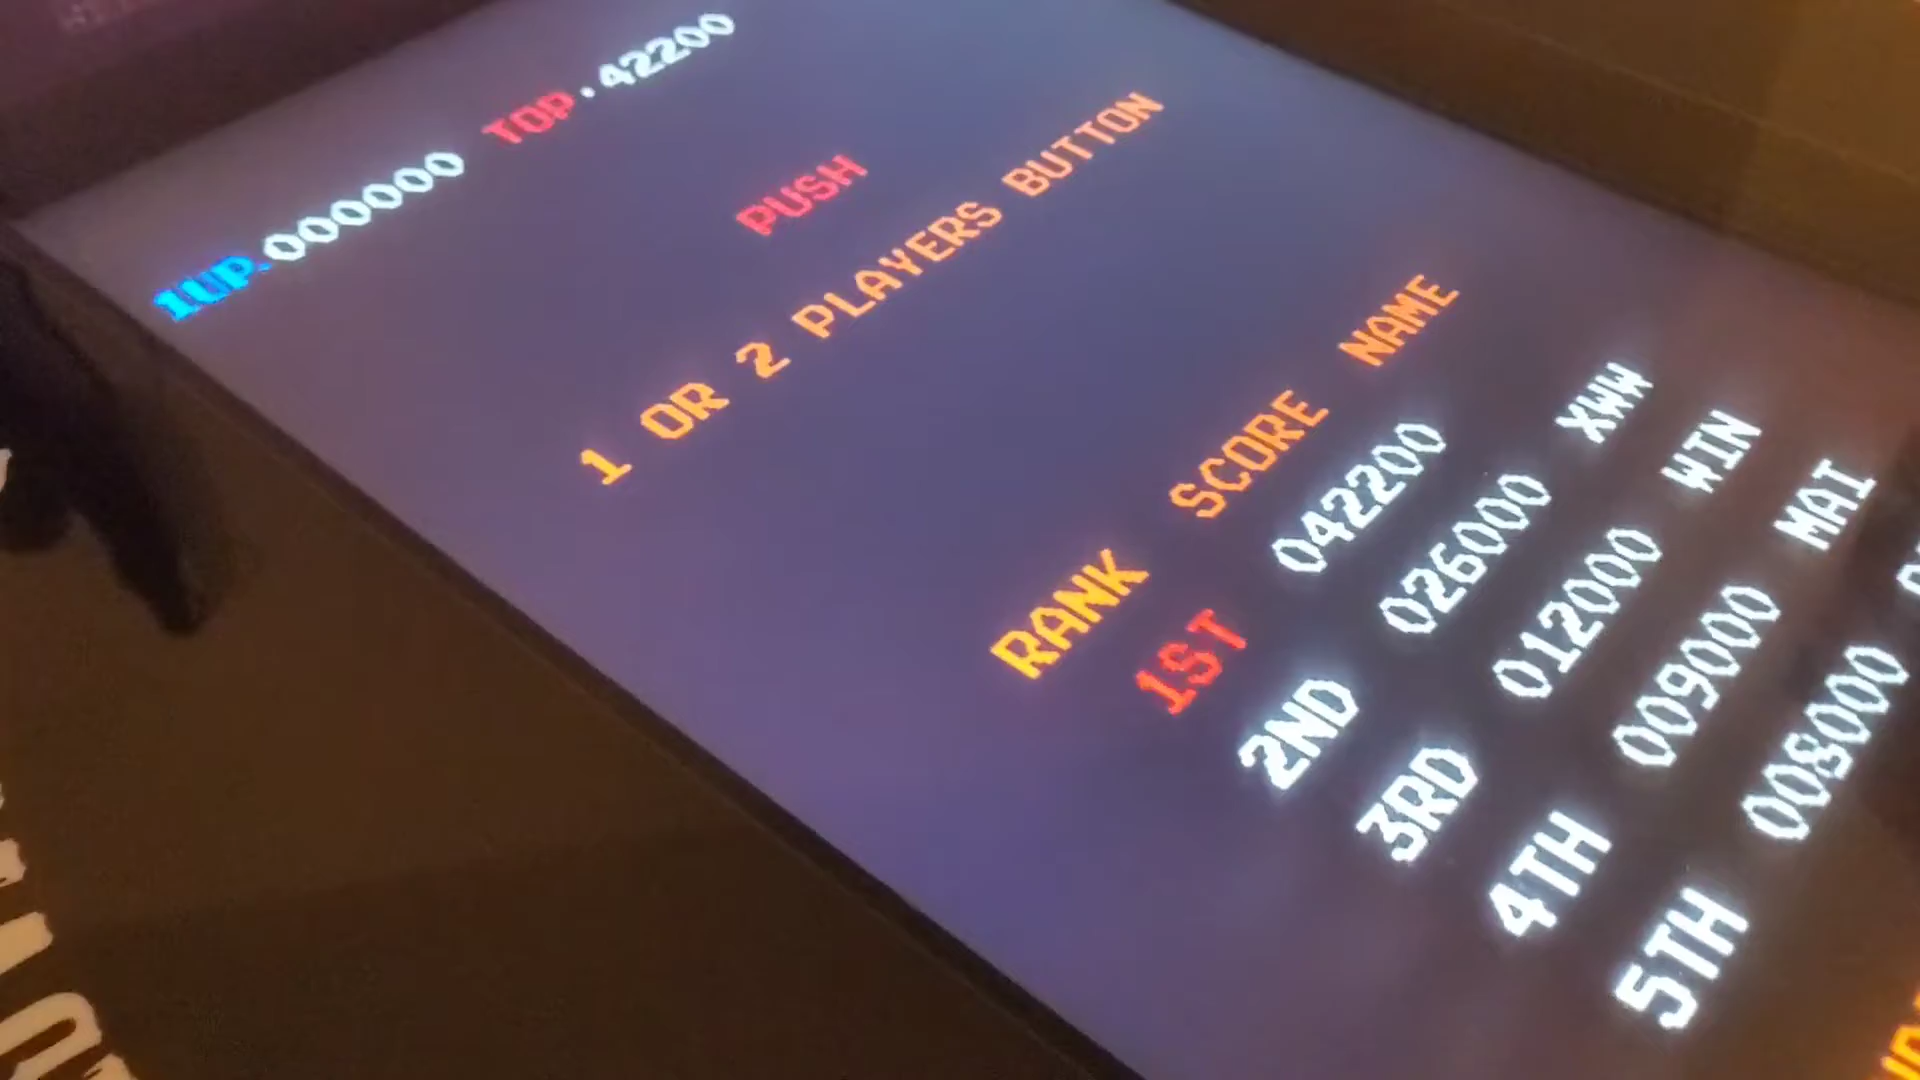 1UP.000000 TOP.42200
PUSH
1 OR 2 PLAYERS BUTTON
RANK SCORE NAME
1ST 042200 XWW
2ND 026000 WIN
3RD 012000 MAI
4TH 009000
5TH 008000